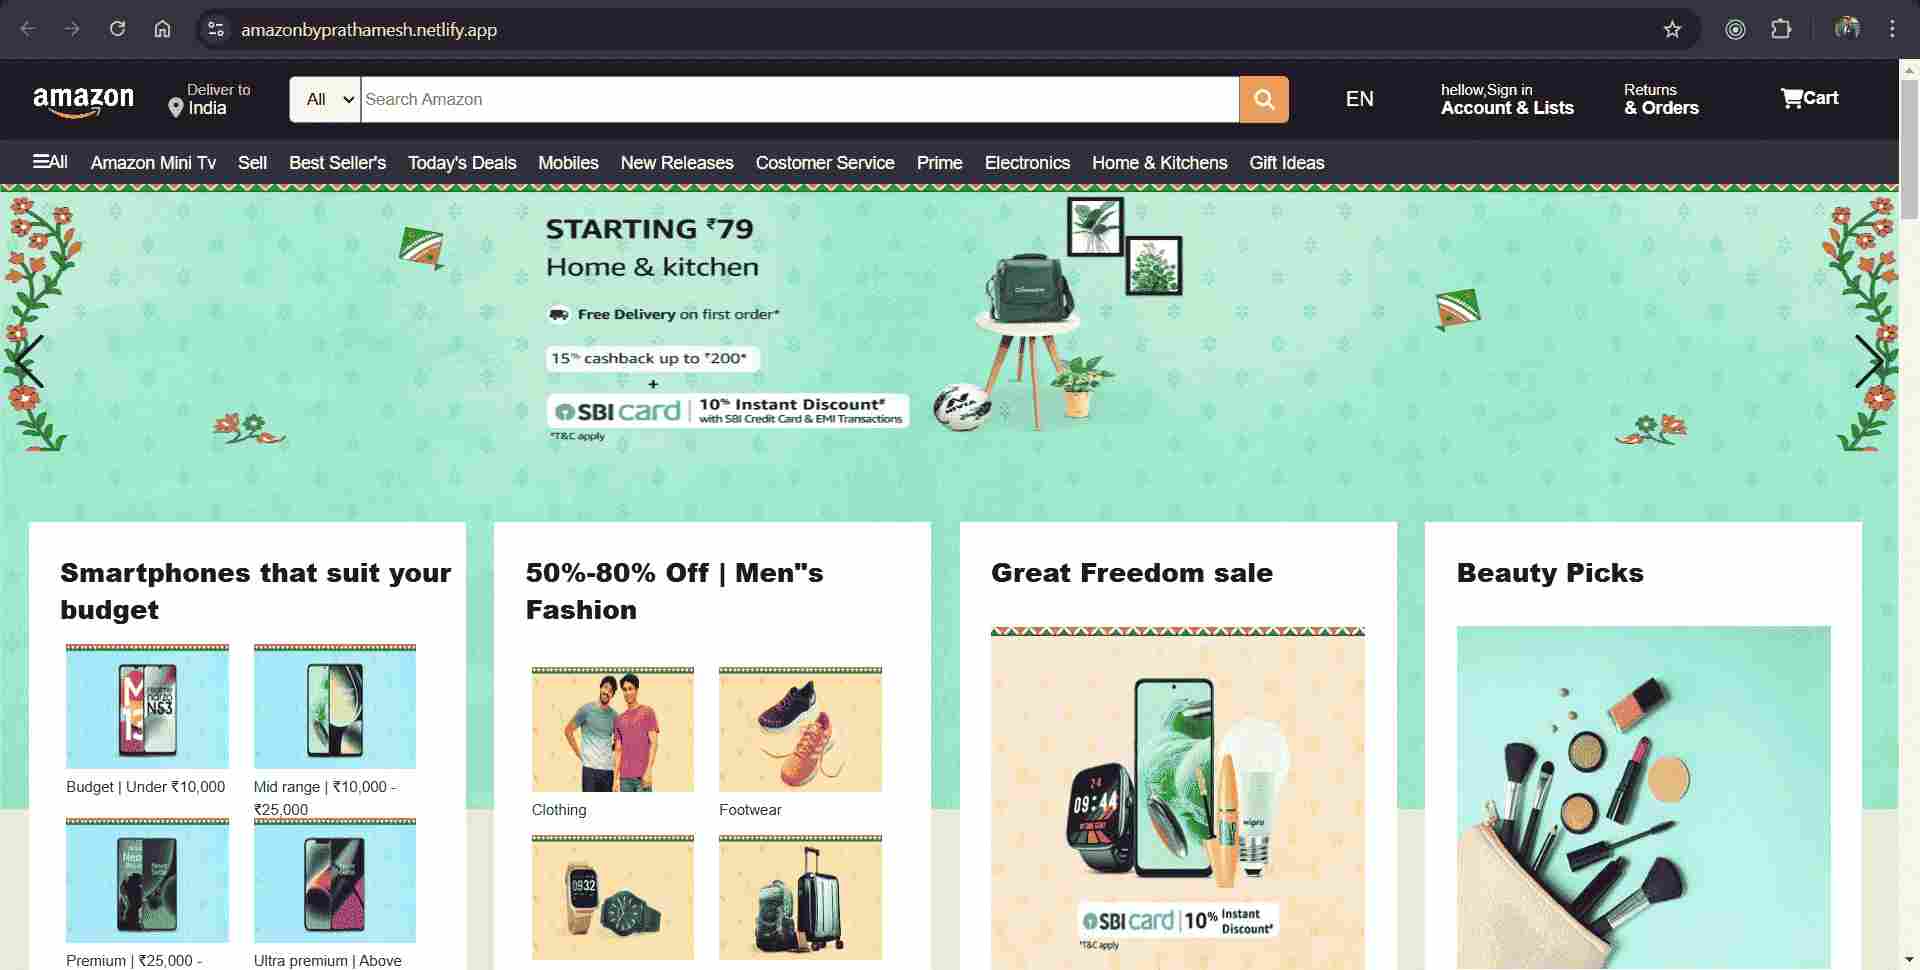 amazonbyprathamesh.netlify.app
amazon
Deliver to
India
All
Search Amazon
EN
hellow,Sign in
Account & Lists
Returns
& Orders
Cart
All
Amazon Mini Tv
Sell
Best Seller's
Today's Deals
Mobiles
New Releases
Costomer Service
Prime
Electronics
Home & Kitchens
Gift Ideas
STARTING ₹79
Home & kitchen
Free Delivery on first order*
15% cashback up to ₹200*
+
SBI card | 10% Instant Discount*
with SBI Credit Card & EMI Transactions
*T&C apply
NIVIA
Smartphones that suit your
budget
Budget | Under ₹10,000
Mid range | ₹10,000 -
₹25,000
Premium | ₹25,000 -
Ultra premium | Above
50%-80% Off | Men"s
Fashion
Clothing
Footwear
0932
Great Freedom sale
09:44
wipro
SBI card | 10% Instant
Discount*
*T&C apply
Beauty Picks